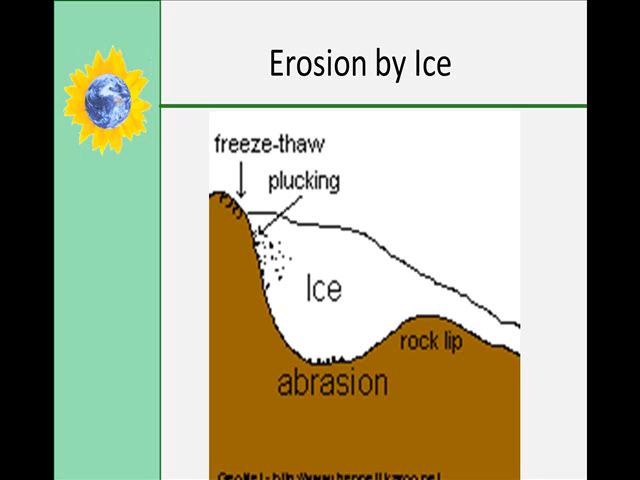 Erosion by Ice
freeze-thaw
plucking
Ice
rock lip
abrasion